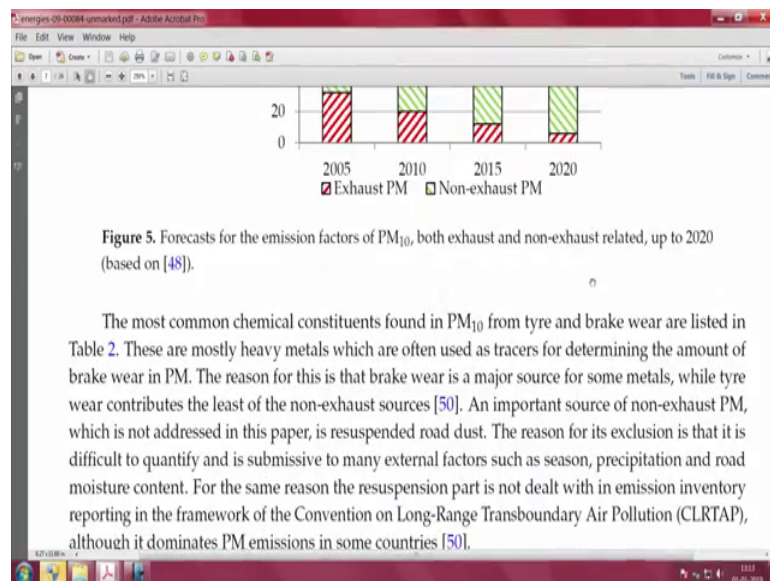 energies-09-00084-unmarked.pdf - Adobe Acrobat Pro
File Edit View Window Help
Open Create
Customize
7 / 24
Tools Fill & Sign Comment
20
0
2005 2010 2015 2020
Exhaust PM Non-exhaust PM
Figure 5. Forecasts for the emission factors of PM10, both exhaust and non-exhaust related, up to 2020
(based on [48]).
The most common chemical constituents found in PM10 from tyre and brake wear are listed in
Table 2. These are mostly heavy metals which are often used as tracers for determining the amount of
brake wear in PM. The reason for this is that brake wear is a major source for some metals, while tyre
wear contributes the least of the non-exhaust sources [50]. An important source of non-exhaust PM,
which is not addressed in this paper, is resuspended road dust. The reason for its exclusion is that it is
difficult to quantify and is submissive to many external factors such as season, precipitation and road
moisture content. For the same reason the resuspension part is not dealt with in emission inventory
reporting in the framework of the Convention on Long-Range Transboundary Air Pollution (CLRTAP),
although it dominates PM emissions in some countries [50].
8.27 x 11.69 in
13:13